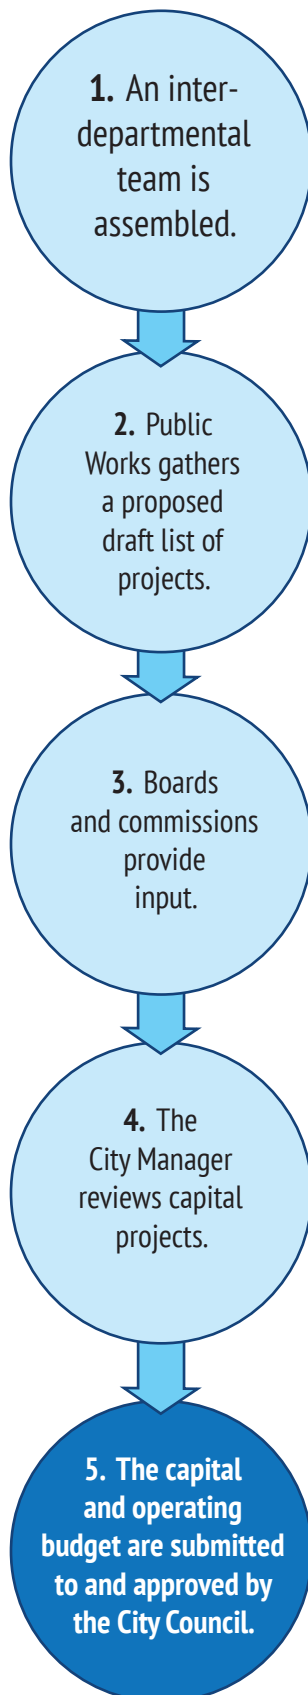 1. An inter-
departmental
team is
assembled.
2. Public
Works gathers
a proposed
draft list of
projects.
3. Boards
and commissions
provide
input.
4. The
City Manager
reviews capital
projects.
5. The capital
and operating
budget are submitted
to and approved by
the City Council.